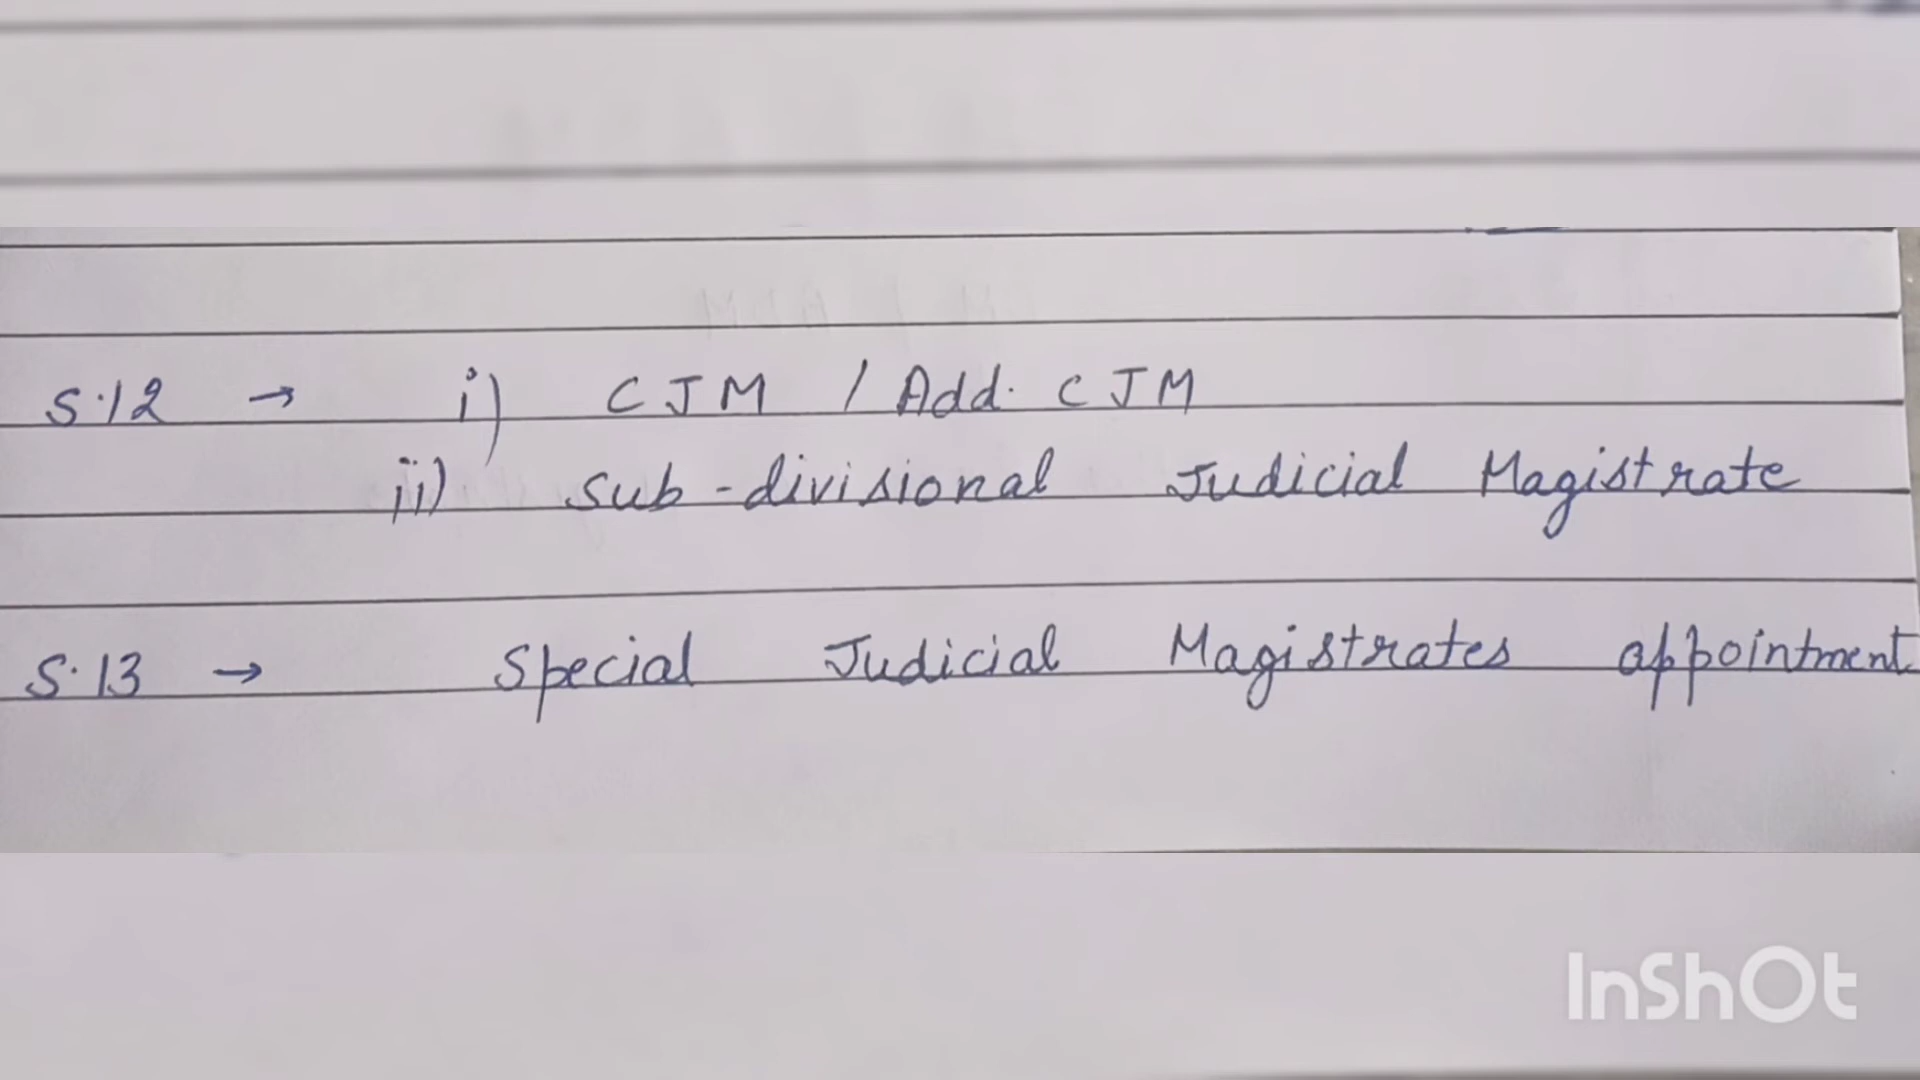 S.12 → i) CJM / Add. CJM
ii) Sub-divisional Judicial Magistrate
S.13 → Special Judicial Magistrates appointment
InShOt